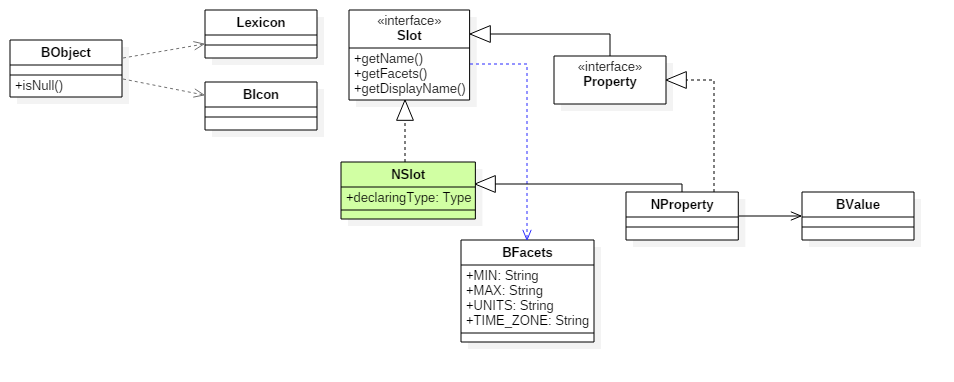 BObject
+isNull()
Lexicon
BIcon
«interface»
Slot
+getName()
+getFacets()
+getDisplayName()
«interface»
Property
NSlot
+declaringType: Type
NProperty
BValue
BFacets
+MIN: String
+MAX: String
+UNITS: String
+TIME_ZONE: String